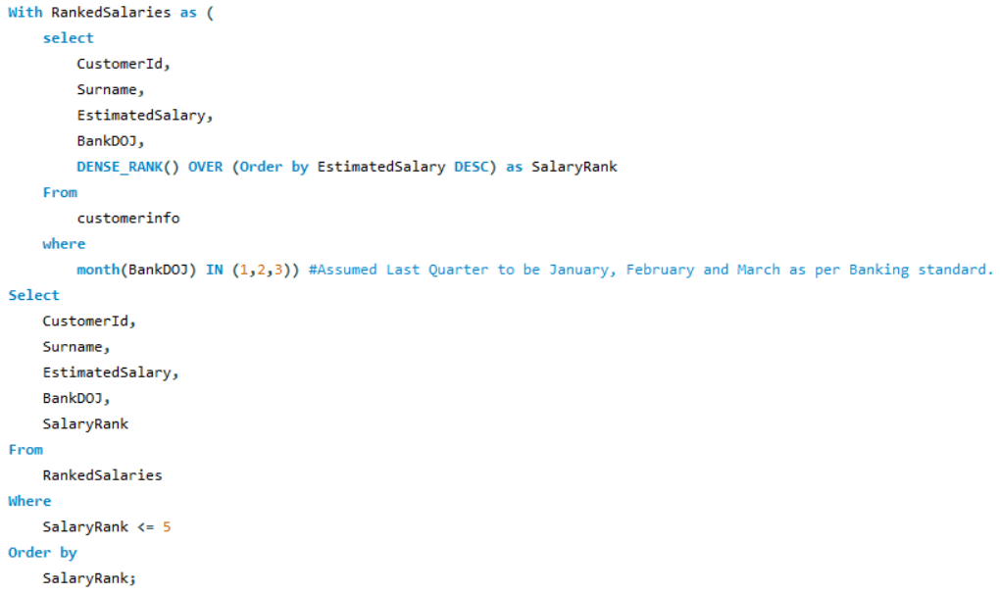 With RankedSalaries as (
select
CustomerId,
Surname,
EstimatedSalary,
BankDOJ,
DENSE_RANK() OVER (Order by EstimatedSalary DESC) as SalaryRank
From
customerinfo
where
month(BankDOJ) IN (1,2,3)) #Assumed Last Quarter to be January, February and March as per Banking standard.
Select
CustomerId,
Surname,
EstimatedSalary,
BankDOJ,
SalaryRank
From
RankedSalaries
Where
SalaryRank <= 5
Order by
SalaryRank;